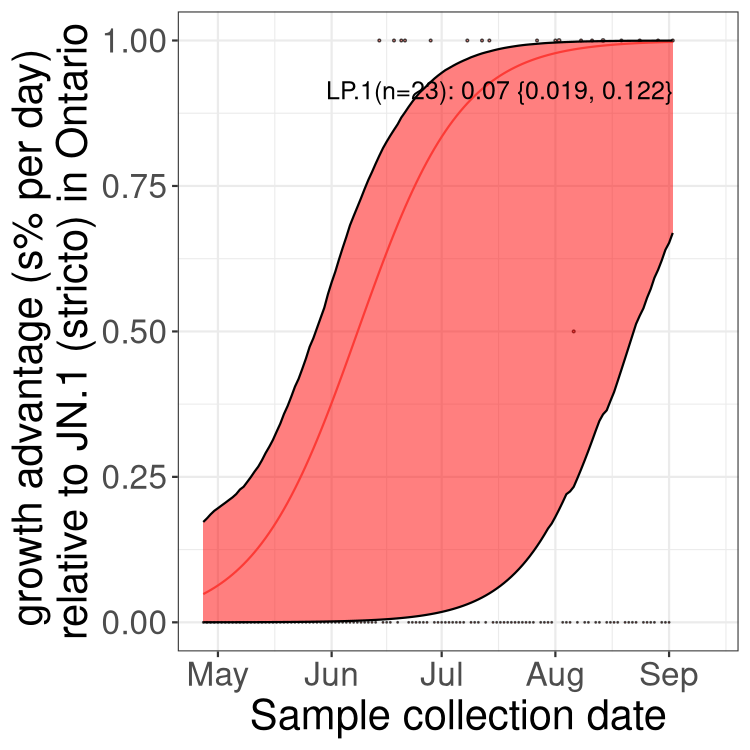 growth advantage (s% per day)
relative to JN.1 (stricto) in Ontario
1.00
0.75
0.50
0.25
0.00
LP.1(n=23): 0.07 {0.019, 0.122}
May Jun Jul Aug Sep
Sample collection date